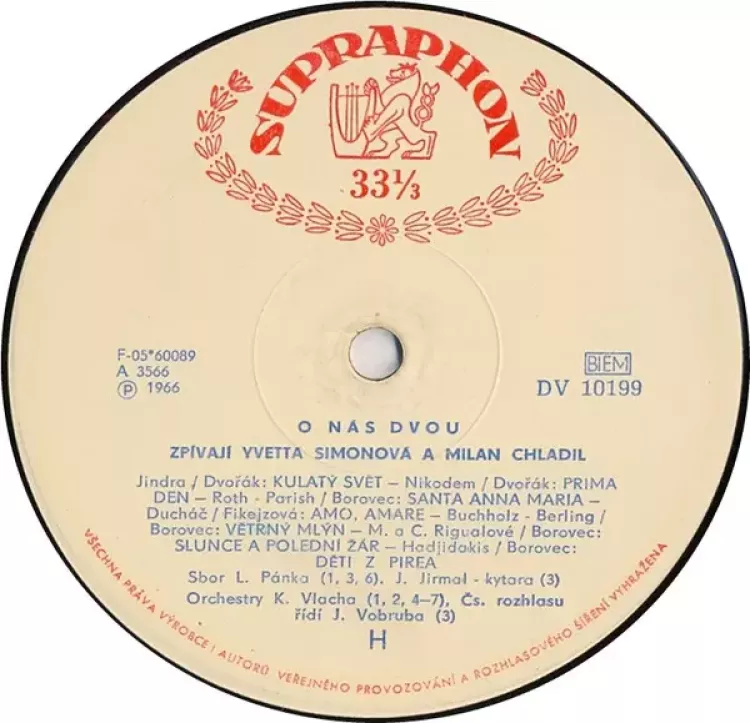 SUPRAPHON
33⅓
F-05*60089
A 3566
Ⓟ 1966
BIEM
DV 10199
O NÁS DVOU
ZPÍVAJÍ YVETTA SIMONOVÁ A MILAN CHLADIL
Jindra / Dvořák: KULATÝ SVĚT – Nikodem / Dvořák: PRIMA
DEN – Roth - Parish / Borovec: SANTA ANNA MARIA –
Ducháč / Fikejzová: AMO, AMARE – Buchholz - Berling /
Borovec: VĚTRNÝ MLÝN – M. a C. Rigualové / Borovec:
SLUNCE A POLEDNÍ ŽÁR – Hadjidakis / Borovec:
DĚTI Z PIREA
Sbor L. Pánka (1, 3, 6). J. Jirmal - kytara (3)
Orchestry K. Vlacha (1, 2, 4–7), Čs. rozhlasu
řídí J. Vobruba (3)
H
VŠECHNA PRÁVA VÝROBCE I AUTORŮ VEŘEJNÉHO PROVOZOVÁNÍ A ROZHLASOVÉHO ŠÍŘENÍ VYHRAŽENA